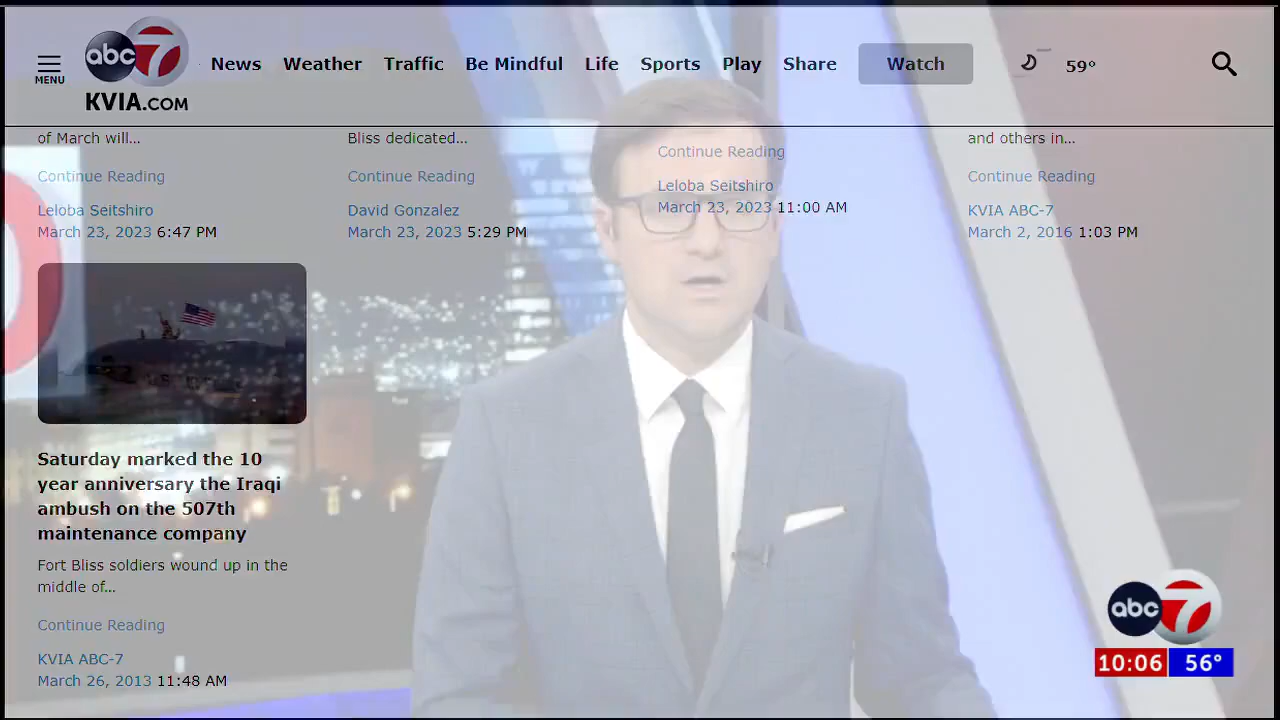 MENU
abc 7
KVIA.COM
News Weather Traffic Be Mindful Life Sports Play Share Watch 59°
of March will...
Continue Reading
Leloba Seitshiro
March 23, 2023 6:47 PM
Bliss dedicated...
Continue Reading
David Gonzalez
March 23, 2023 5:29 PM
Continue Reading
Leloba Seitshiro
March 23, 2023 11:00 AM
and others in...
Continue Reading
KVIA ABC-7
March 2, 2016 1:03 PM
Saturday marked the 10
year anniversary the Iraqi
ambush on the 507th
maintenance company
Fort Bliss soldiers wound up in the
middle of...
Continue Reading
KVIA ABC-7
March 26, 2013 11:48 AM
abc 7
10:06 56°